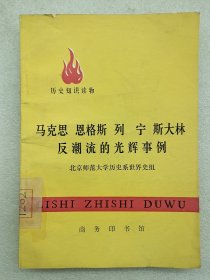 历史知识读物
马克思 恩格斯 列 宁 斯大林
反潮流的光辉事例
北京师范大学历史系世界史组
LISHI ZHISHI DUWU
商务印书馆